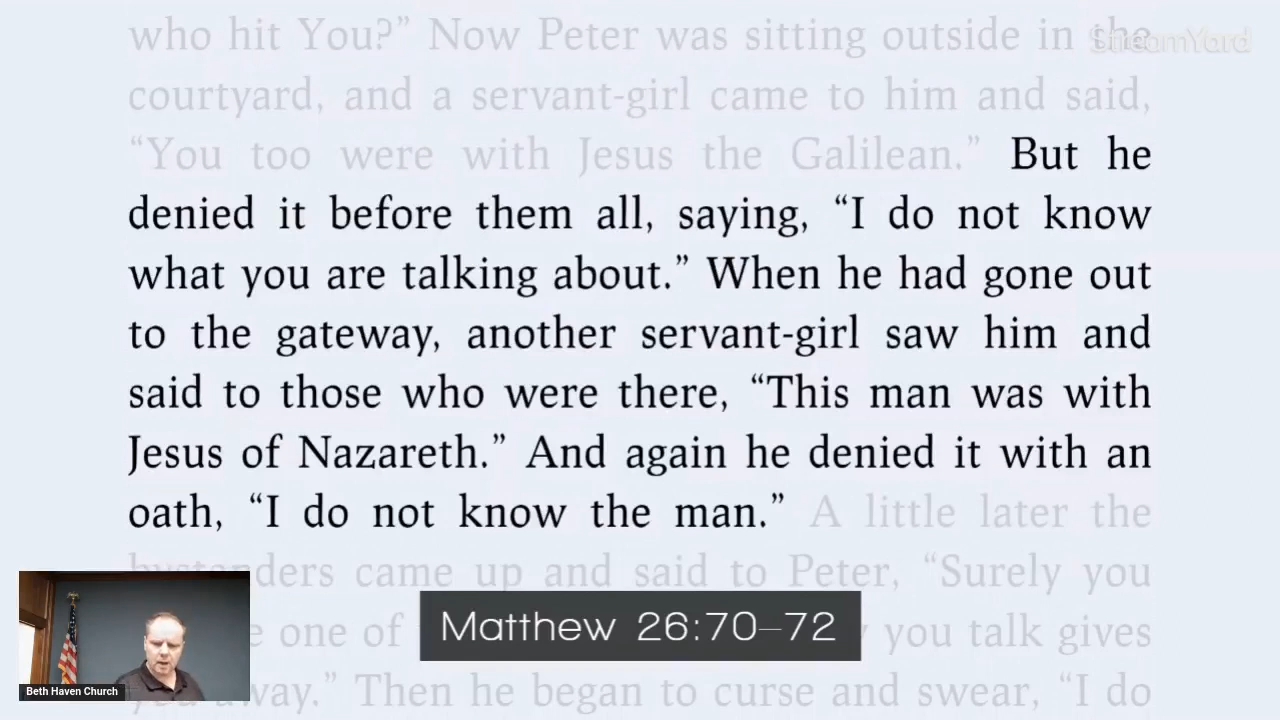 who hit You?” Now Peter was sitting outside in the
StreamYard
courtyard, and a servant-girl came to him and said,
“You too were with Jesus the Galilean.” But he
denied it before them all, saying, “I do not know
what you are talking about.” When he had gone out
to the gateway, another servant-girl saw him and
said to those who were there, “This man was with
Jesus of Nazareth.” And again he denied it with an
oath, “I do not know the man.” A little later the
bystanders came up and said to Peter, “Surely you
one of
you talk gives
Matthew 26:70–72
away.” Then he began to curse and swear, “I do
Beth Haven Church